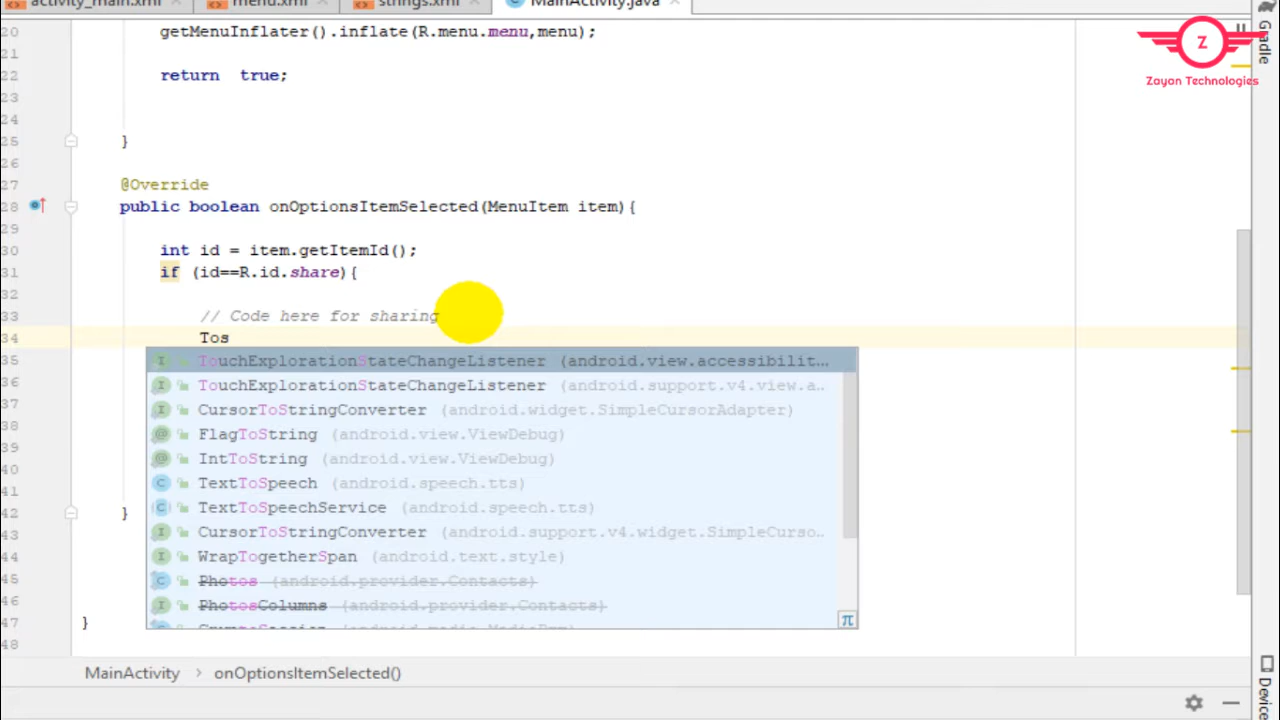 activity_main.xml menu.xml strings.xml MainActivity.java
Z
Zayan Technologies
Gradle
20 getMenuInflater().inflate(R.menu.menu,menu);
21
22 return true;
23
24
25 }
26
27 @Override
28 public boolean onOptionsItemSelected(MenuItem item){
29
30 int id = item.getItemId();
31 if (id==R.id.share){
32
33 // Code here for sharing
34 Tos
35 TouchExplorationStateChangeListener (android.view.accessibilit...
36 TouchExplorationStateChangeListener (android.support.v4.view.a..
37 CursorToStringConverter (android.widget.SimpleCursorAdapter)
38 FlagToString (android.view.ViewDebug)
39 IntToString (android.view.ViewDebug)
40
41 TextToSpeech (android.speech.tts)
42 } TextToSpeechService (android.speech.tts)
43 CursorToStringConverter (android.support.v4.widget.SimpleCurso..
44 WrapTogetherSpan (android.text.style)
45 Photos (android.provider.Contacts)
46 PhotosColumns (android.provider.Contacts)
47 }
48
π
MainActivity > onOptionsItemSelected()
Device